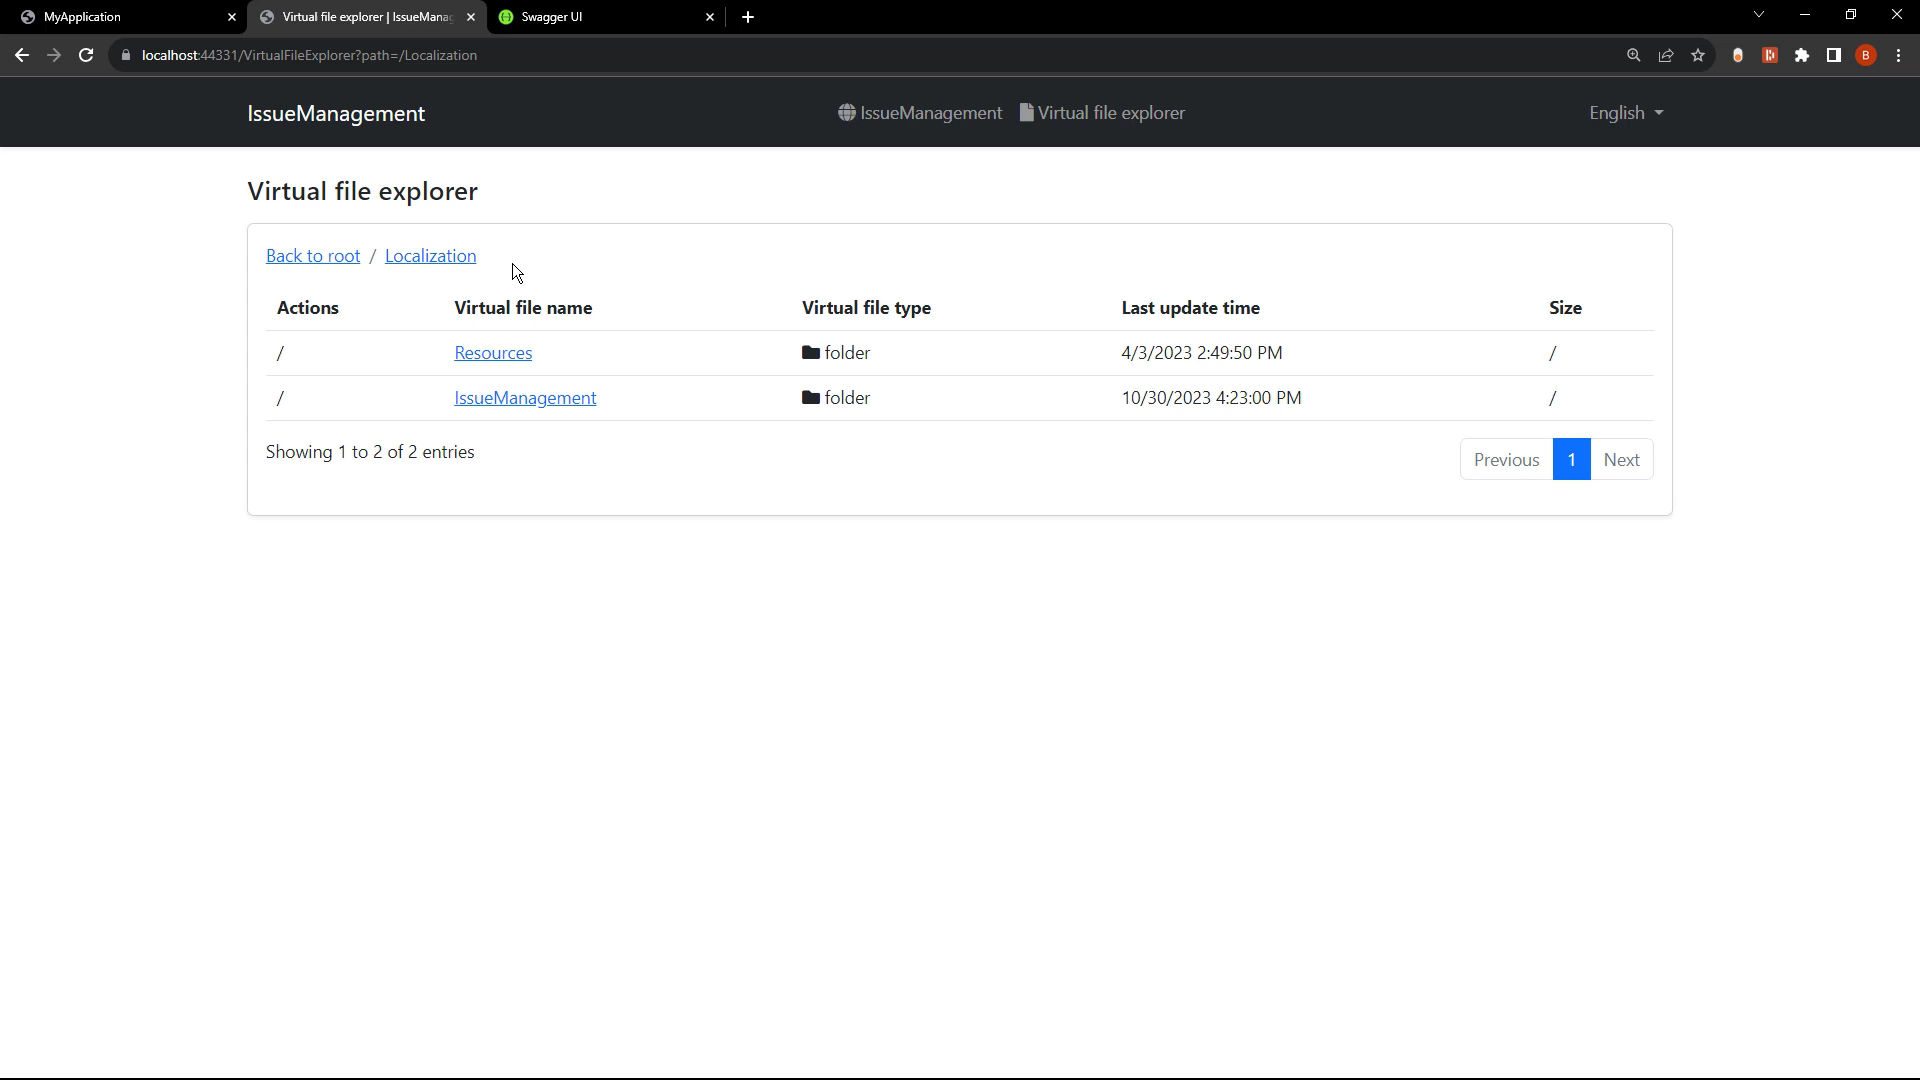 MyApplication
Virtual file explorer | IssueManag
Swagger UI
localhost:44331/VirtualFileExplorer?path=/Localization
B
IssueManagement
IssueManagement
Virtual file explorer
English
Virtual file explorer
Back to root / Localization
Actions Virtual file name Virtual file type Last update time Size
/ Resources folder 4/3/2023 2:49:50 PM /
/ IssueManagement folder 10/30/2023 4:23:00 PM /
Showing 1 to 2 of 2 entries
Previous 1 Next